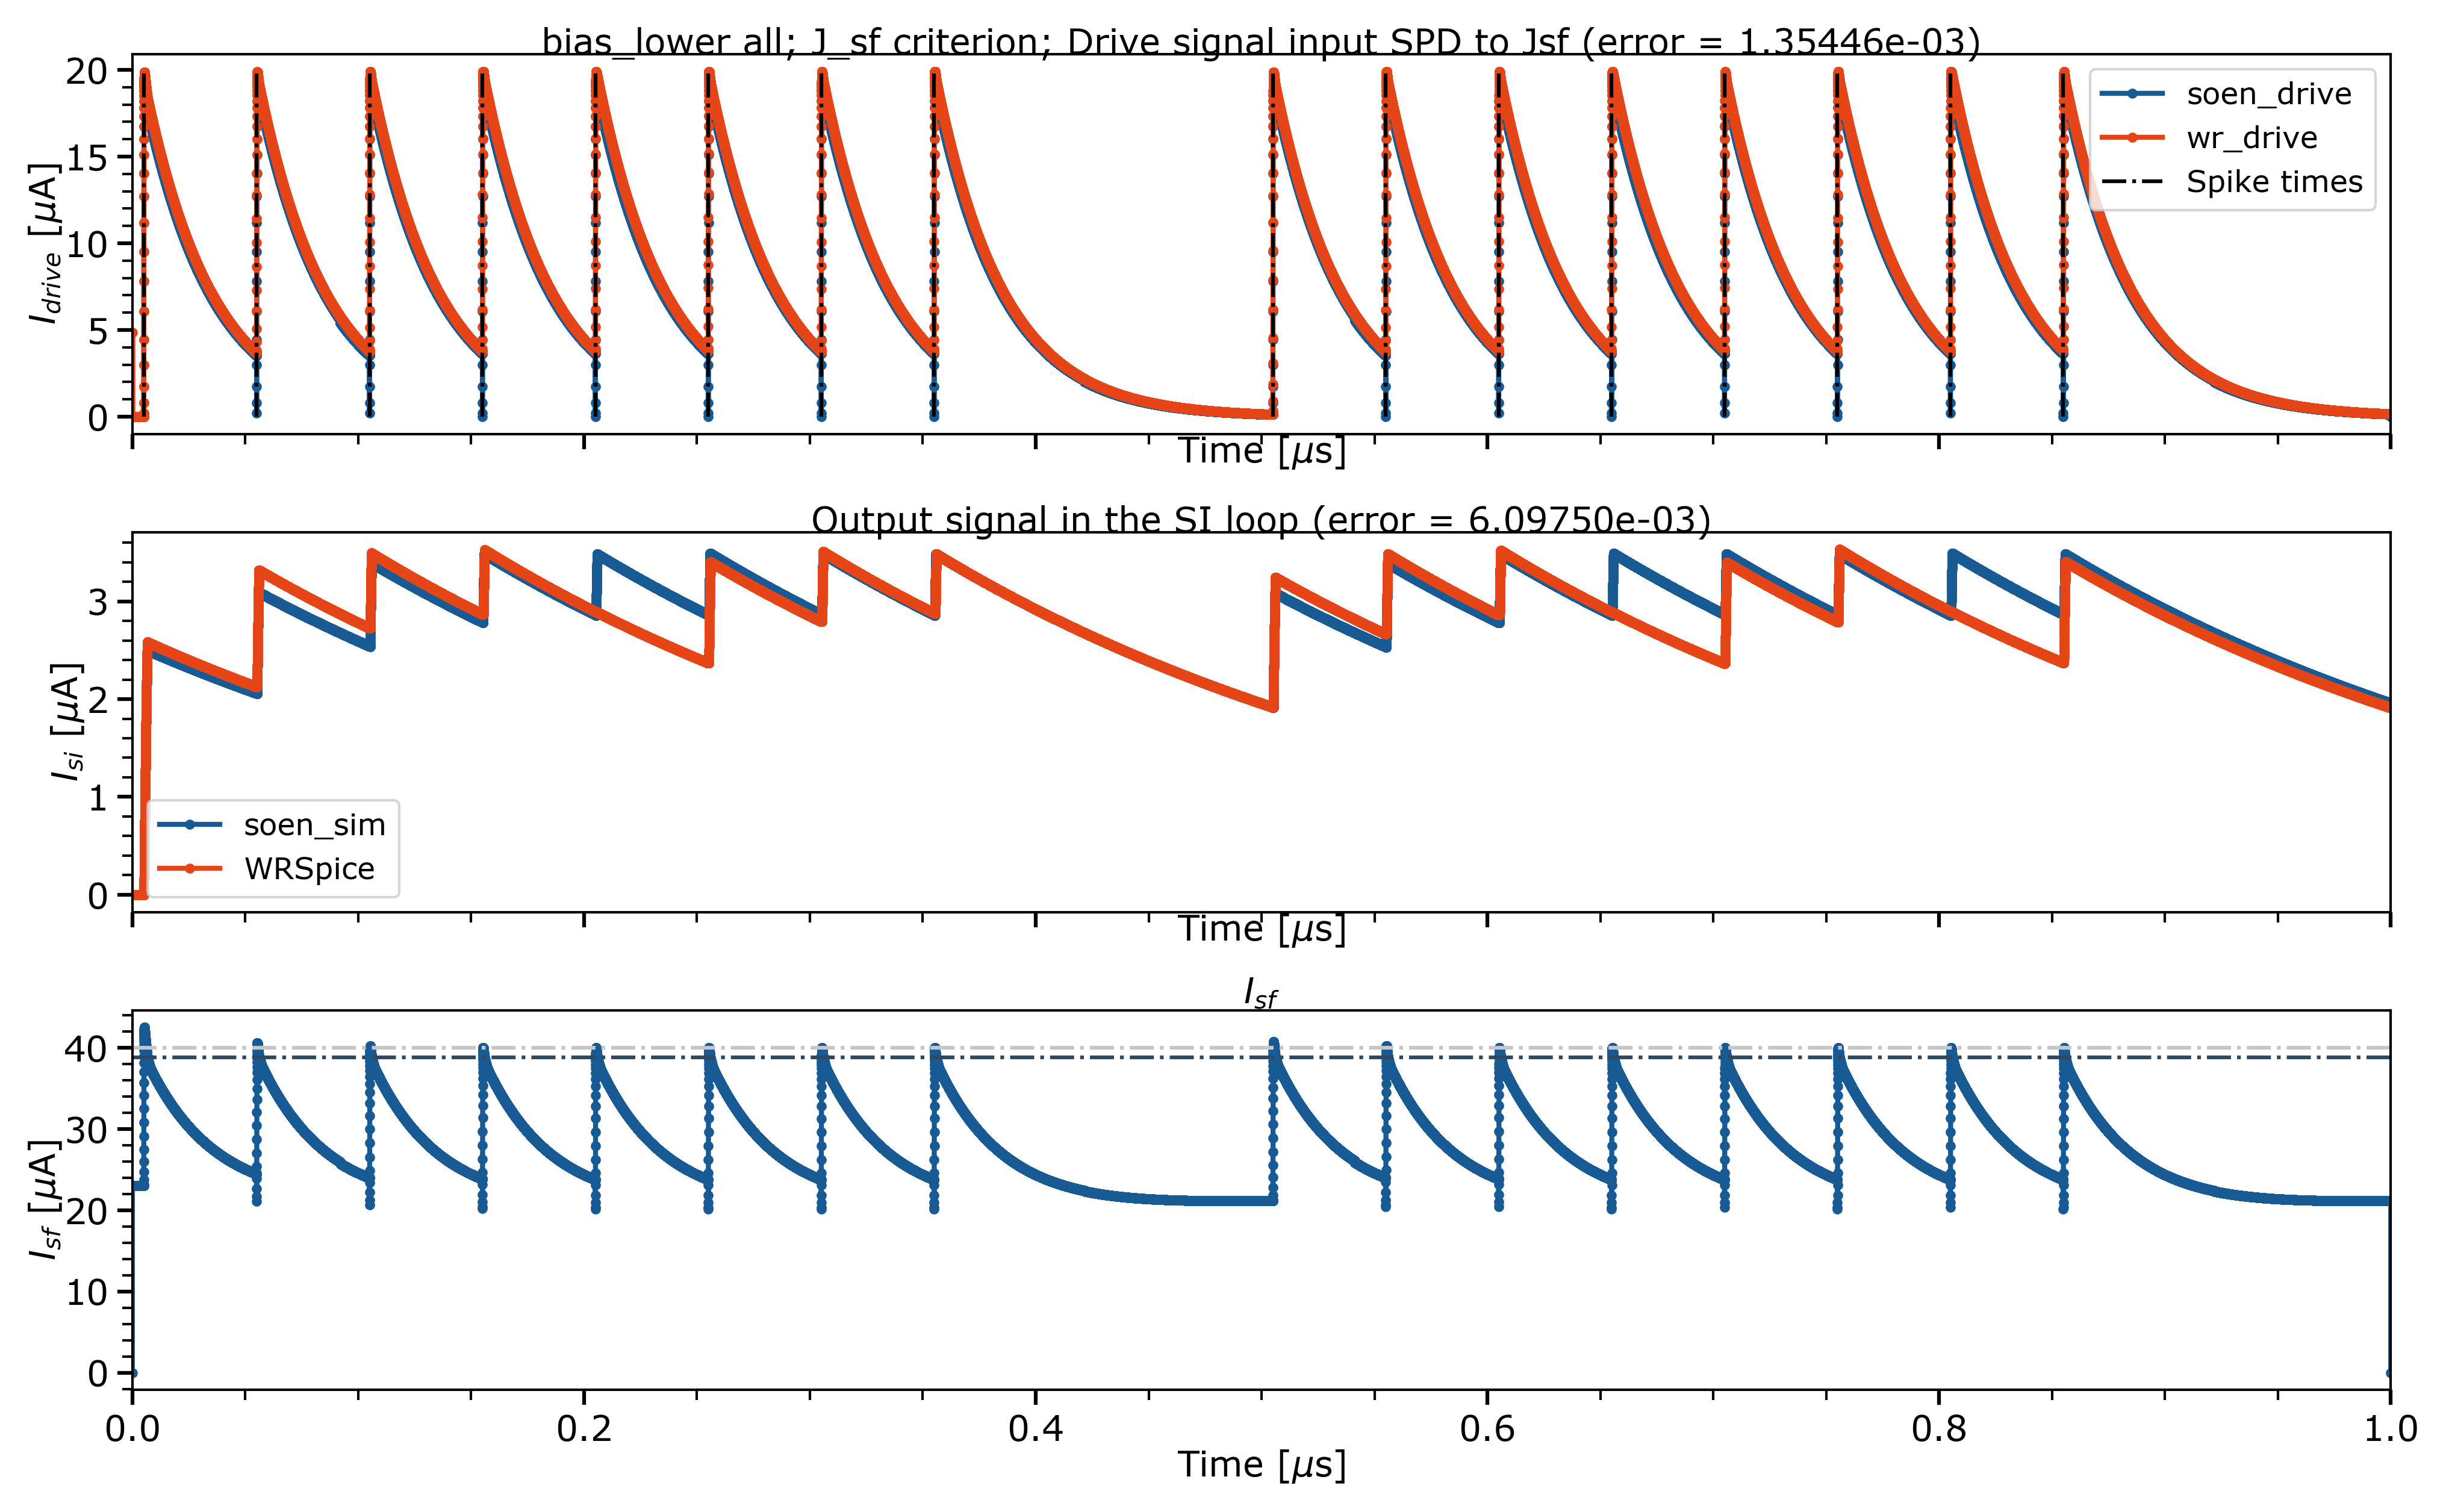 bias_lower all; J_sf criterion; Drive signal input SPD to Jsf (error = 1.35446e-03)
20
15
10
5
0
I_drive [μA]
soen_drive
wr_drive
Spike times
Time [μs]
Output signal in the SI loop (error = 6.09750e-03)
3
2
1
0
I_si [μA]
soen_sim
WRSpice
Time [μs]
I_sf
40
30
20
10
0
I_sf [μA]
0.0 0.2 0.4 0.6 0.8 1.0
Time [μs]